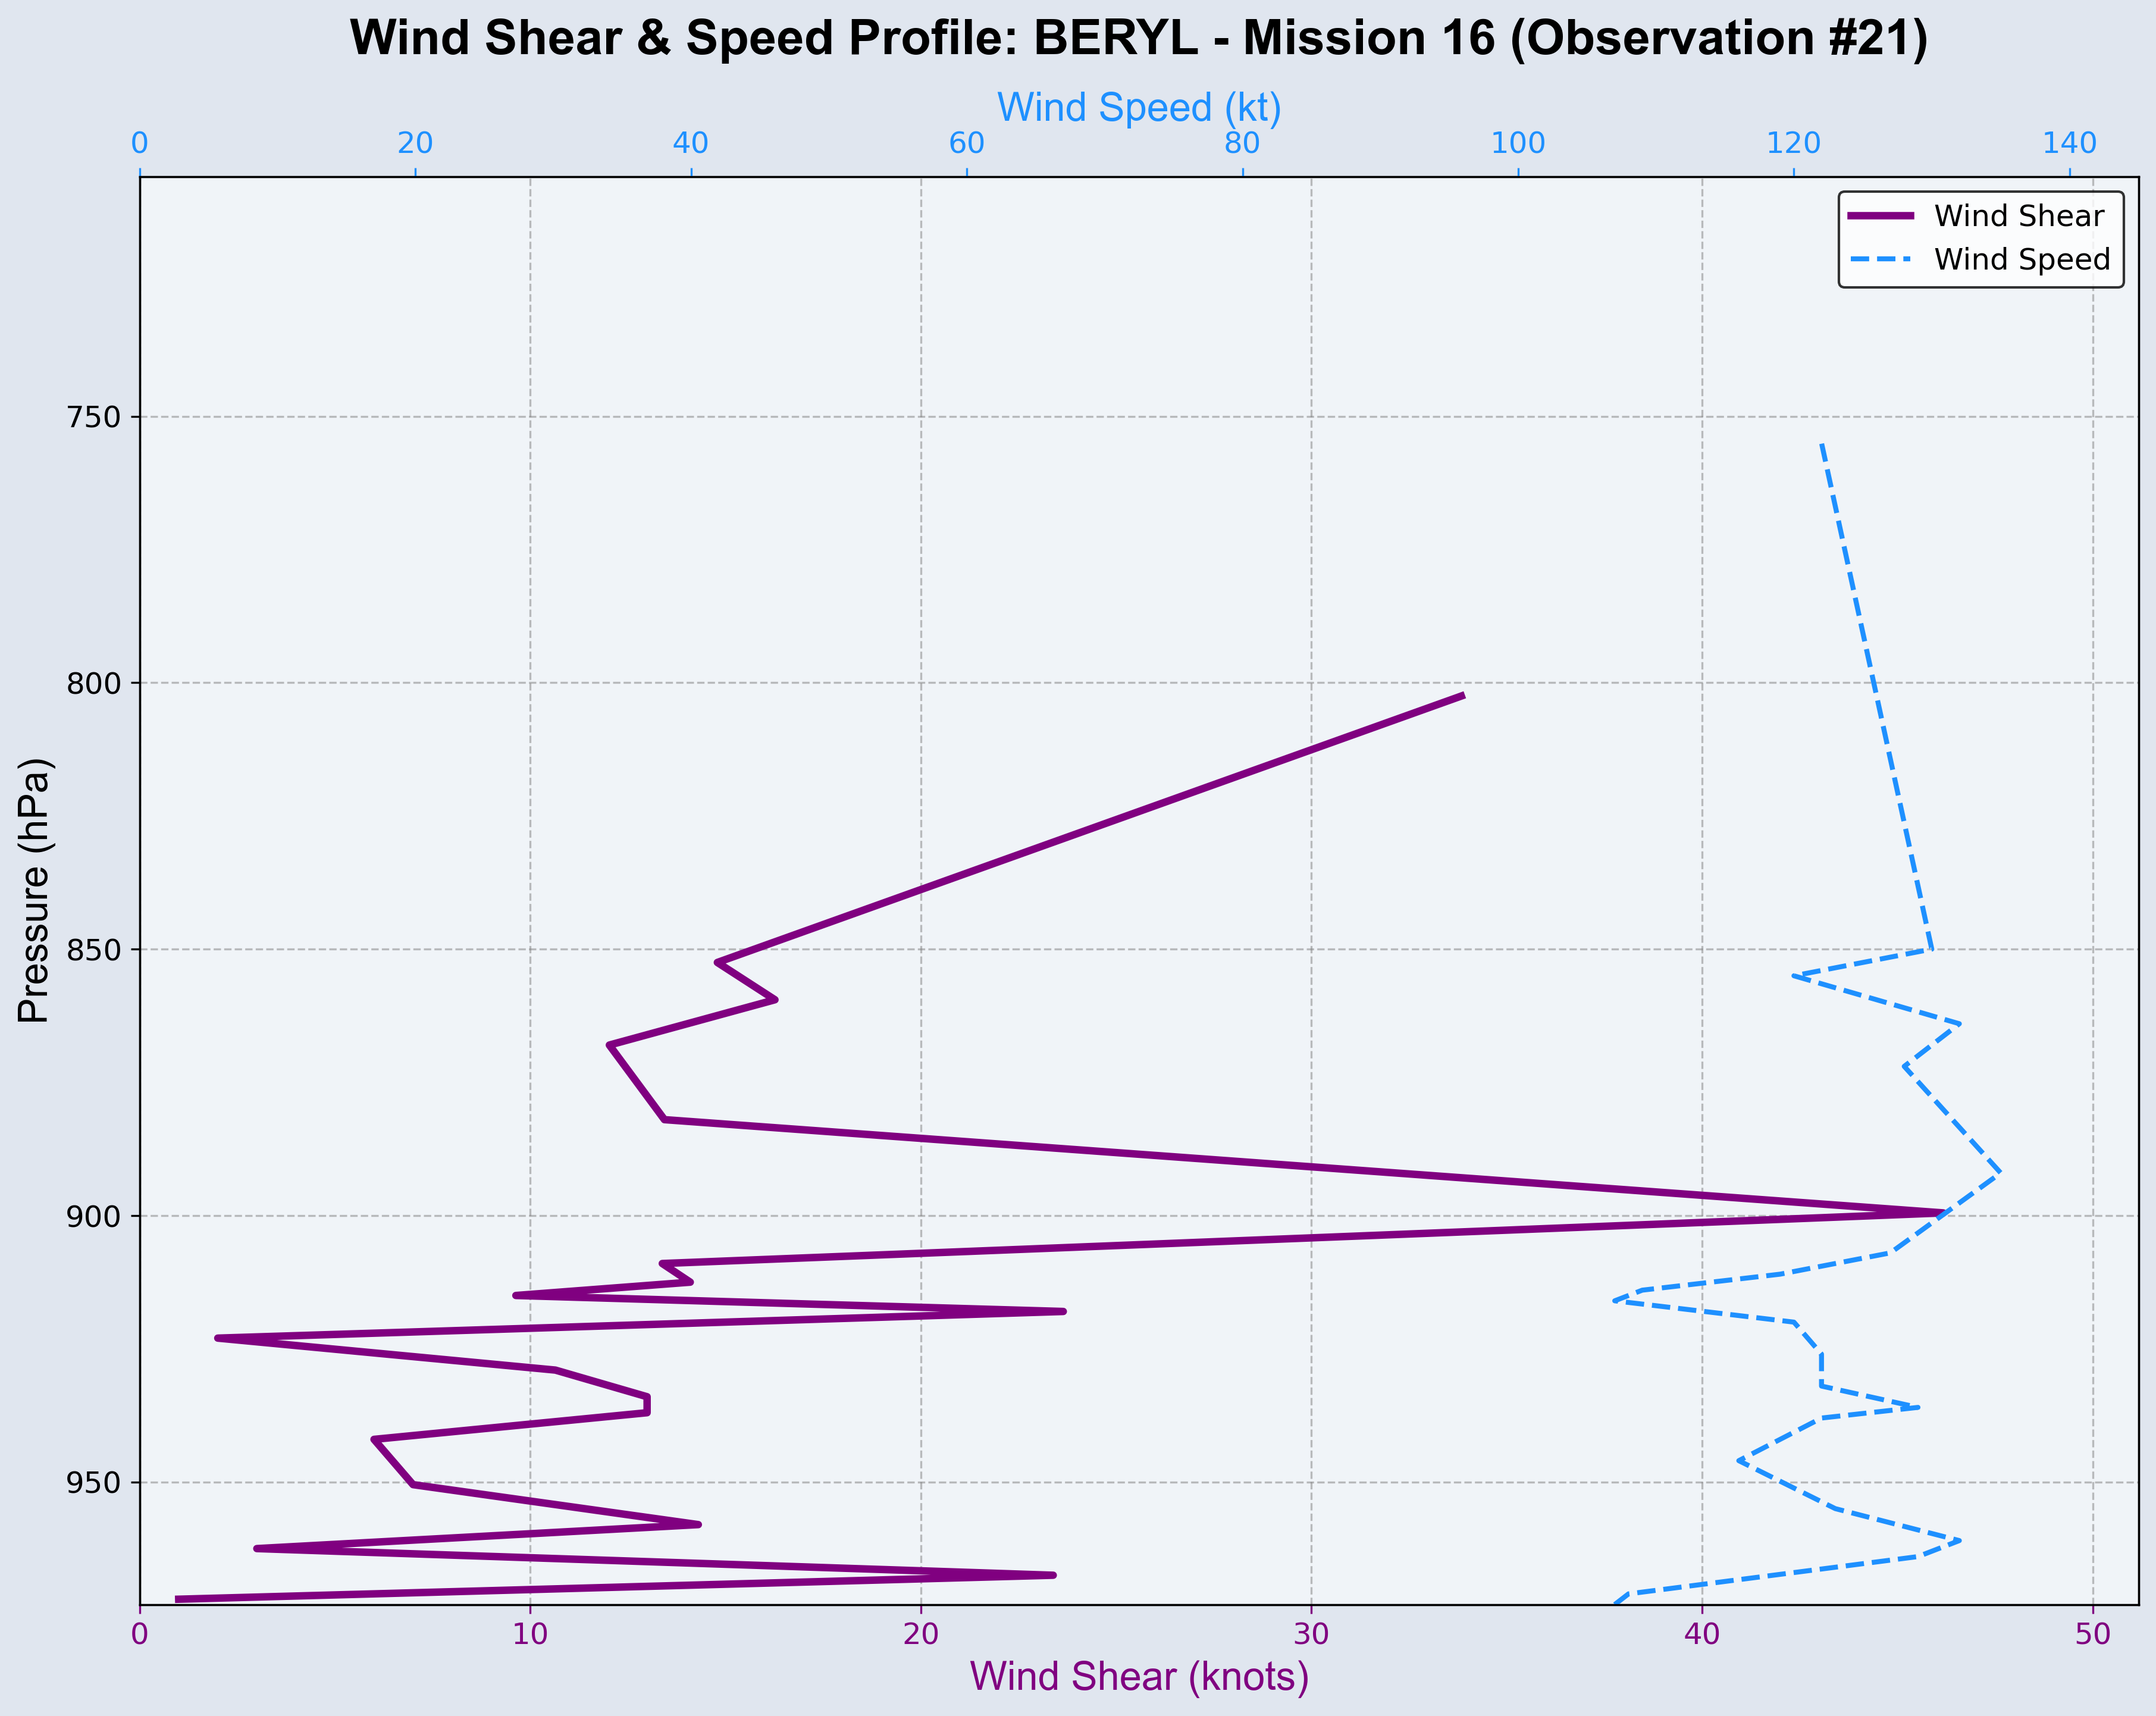 Wind Shear & Speed Profile: BERYL - Mission 16 (Observation #21)
Wind Speed (kt)
0 20 40 60 80 100 120 140
Wind Shear
Wind Speed
Pressure (hPa)
750
800
850
900
950
0 10 20 30 40 50
Wind Shear (knots)